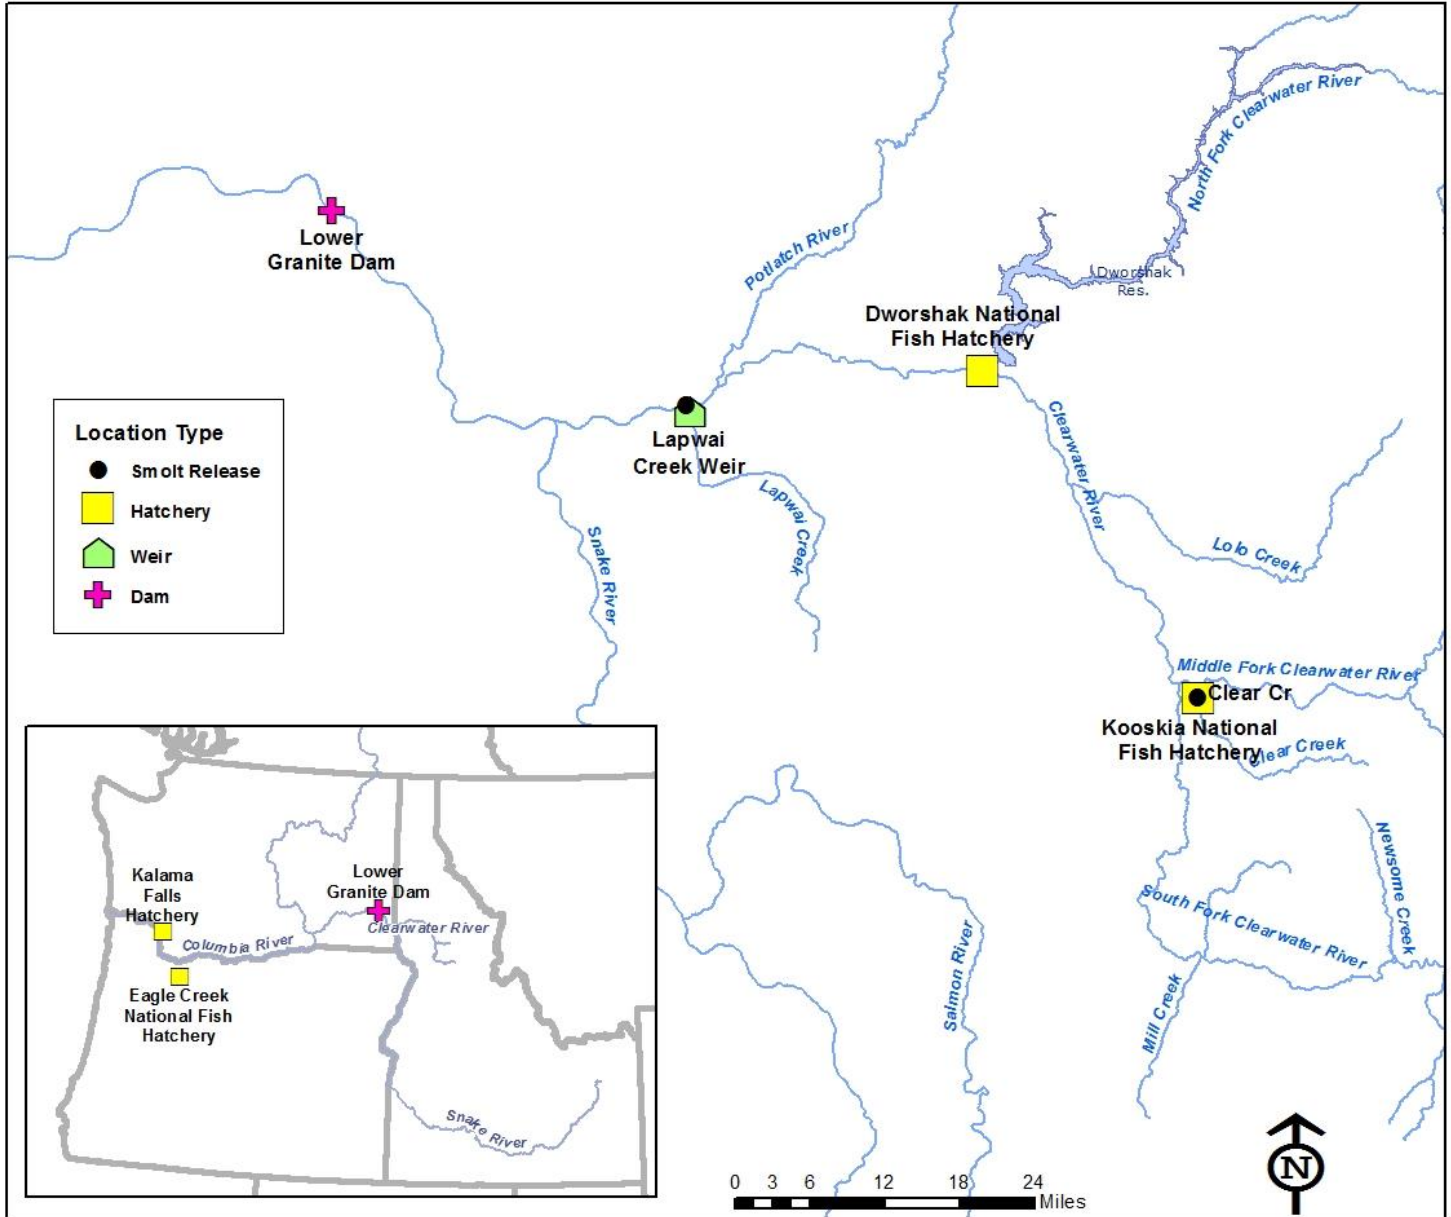 North Fork Clearwater River
Potlatch River
Lower
Granite Dam
Dworshak
Res.
Dworshak National
Fish Hatchery
Clearwater River
Lapwai
Creek Weir
Lapwai Creek
Snake River
Lolo Creek
Location Type
Smolt Release
Hatchery
Weir
Dam
Middle Fork Clearwater River
Clear Cr
Kooskia National
Fish Hatchery
Clear Creek
Newsome Creek
South Fork Clearwater River
Mill Creek
Salmon River
Kalama
Falls
Hatchery
Lower
Granite Dam
Clearwater River
Columbia River
Eagle Creek
National Fish
Hatchery
Snake River
0 3 6 12 18 24
Miles
N